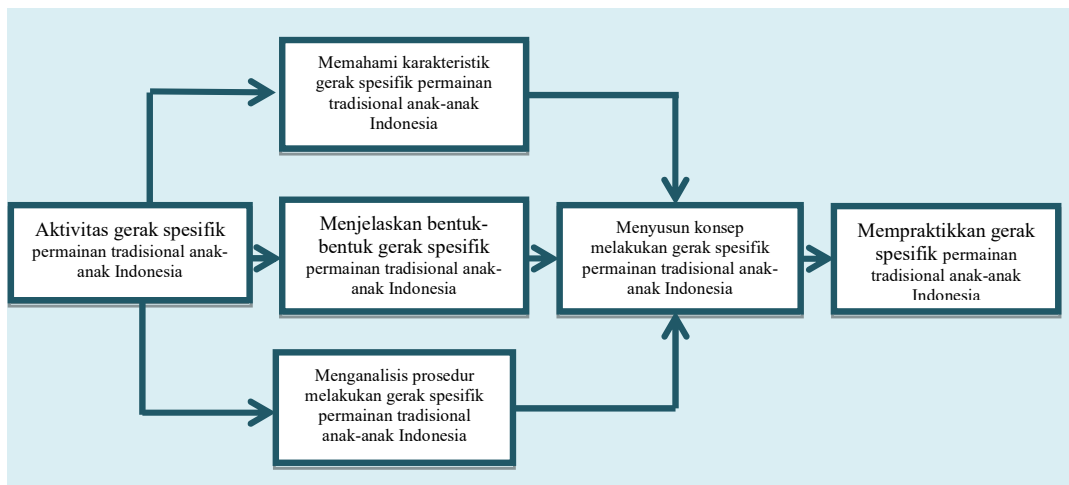 Memahami karakteristik
gerak spesifik permainan
tradisional anak-anak
Indonesia
Aktivitas gerak spesifik
permainan tradisional anak-
anak Indonesia
Menjelaskan bentuk-
bentuk gerak spesifik
permainan tradisional anak-
anak Indonesia
Menganalisis prosedur
melakukan gerak spesifik
permainan tradisional
anak-anak Indonesia
Menyusun konsep
melakukan gerak spesifik
permainan tradisional anak-
anak Indonesia
Mempraktikkan gerak
spesifik permainan
tradisional anak-anak
Indonesia